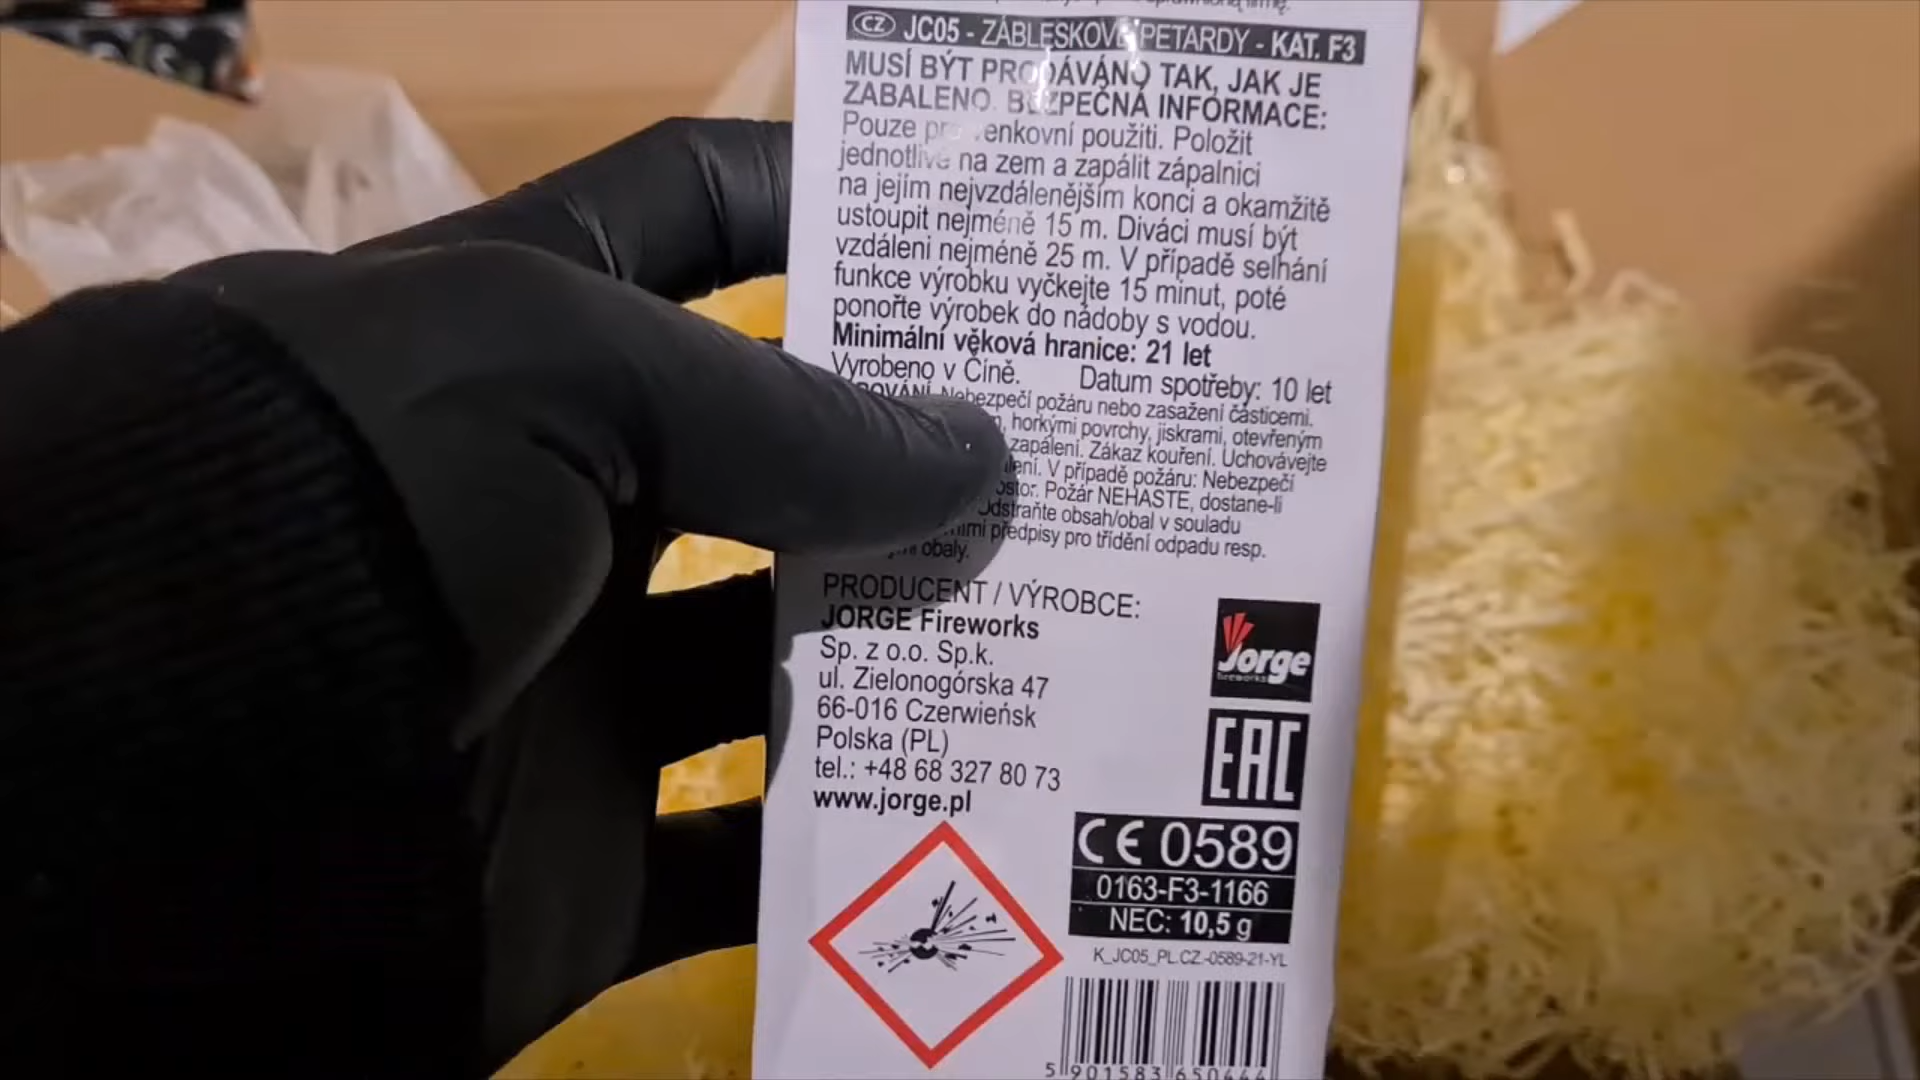 CZ JC05 - ZÁBLESKOVÉ PETARDY - KAT. F3
MUSÍ BÝT PRODÁVÁNO TAK, JAK JE
ZABALENO. BEZPEČNÁ INFORMACE:
Pouze pro venkovní použití. Položit
jednotlivě na zem a zapálit zápalnici
na jejím nejvzdálenějším konci a okamžitě
ustoupit nejméně 15 m. Diváci musí být
vzdáleni nejméně 25 m. V případě selhání
funkce výrobku vyčkejte 15 minut, poté
ponořte výrobek do nádoby s vodou.
Minimální věková hranice: 21 let
Vyrobeno v Číně. Datum spotřeby: 10 let
Nebezpečí požáru nebo zasažení částicemi.
horkými povrchy, jiskrami, otevřeným
zapálení. Zákaz kouření. Uchovávejte
V případě požáru: Nebezpečí
Požár NEHASTE, dostane-li
Odstraňte obsah/obal v souladu
předpisy pro třídění odpadu resp.
obaly.
PRODUCENT / VÝROBCE:
JORGE Fireworks
Sp. z o.o. Sp.k.
ul. Zielonogórska 47
66-016 Czerwieńsk
Polska (PL)
tel.: +48 68 327 80 73
www.jorge.pl
Jorge
fireworks
EAC
CE 0589
0163-F3-1166
NEC: 10,5 g
K_JC05_PL.CZ.-0589-21-YL
5 901583 650444